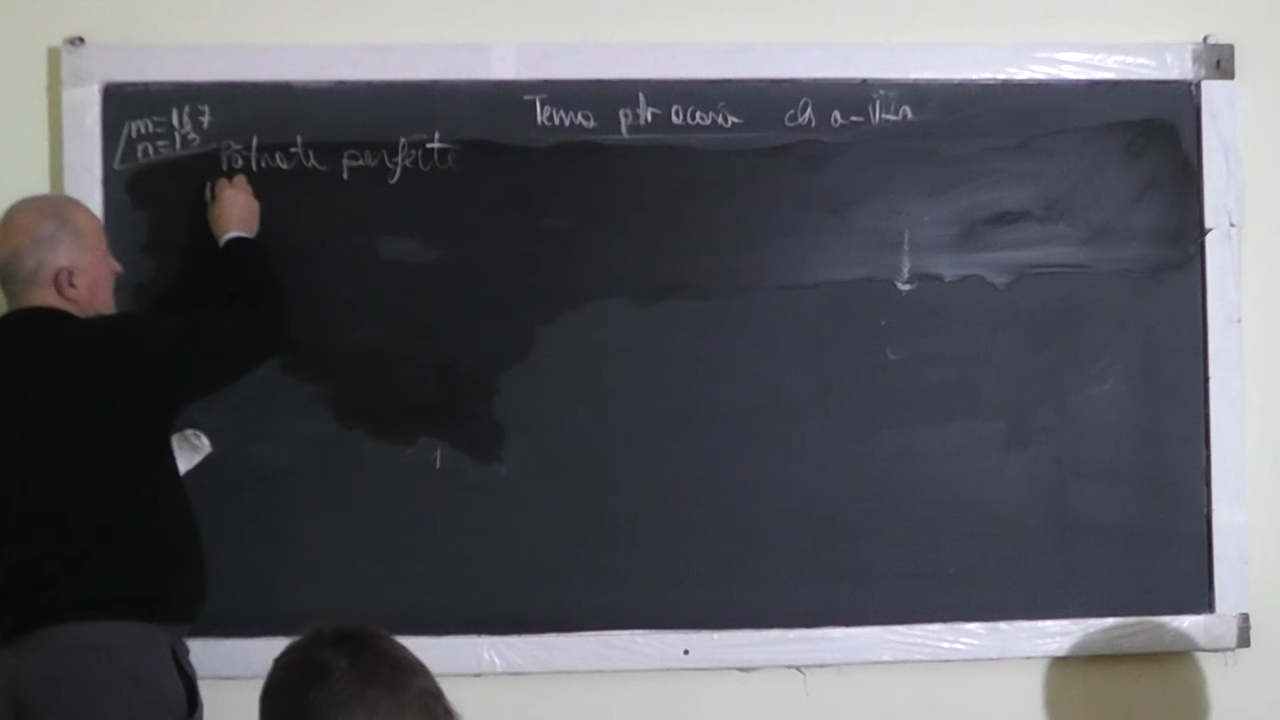 Tema ptr acasă cls a-VII-a
m=167
n=13
Pătrate perfecte